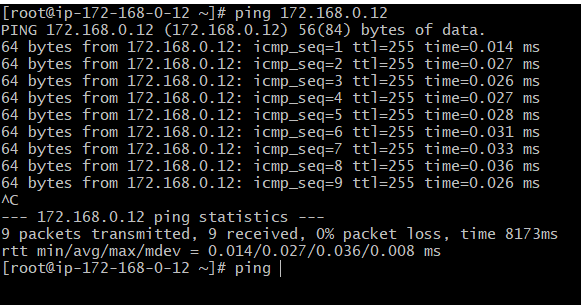 [root@ip-172-168-0-12 ~]# ping 172.168.0.12
PING 172.168.0.12 (172.168.0.12) 56(84) bytes of data.
64 bytes from 172.168.0.12: icmp_seq=1 ttl=255 time=0.014 ms
64 bytes from 172.168.0.12: icmp_seq=2 ttl=255 time=0.027 ms
64 bytes from 172.168.0.12: icmp_seq=3 ttl=255 time=0.026 ms
64 bytes from 172.168.0.12: icmp_seq=4 ttl=255 time=0.027 ms
64 bytes from 172.168.0.12: icmp_seq=5 ttl=255 time=0.028 ms
64 bytes from 172.168.0.12: icmp_seq=6 ttl=255 time=0.031 ms
64 bytes from 172.168.0.12: icmp_seq=7 ttl=255 time=0.033 ms
64 bytes from 172.168.0.12: icmp_seq=8 ttl=255 time=0.036 ms
64 bytes from 172.168.0.12: icmp_seq=9 ttl=255 time=0.026 ms
^C
--- 172.168.0.12 ping statistics ---
9 packets transmitted, 9 received, 0% packet loss, time 8173ms
rtt min/avg/max/mdev = 0.014/0.027/0.036/0.008 ms
[root@ip-172-168-0-12 ~]# ping